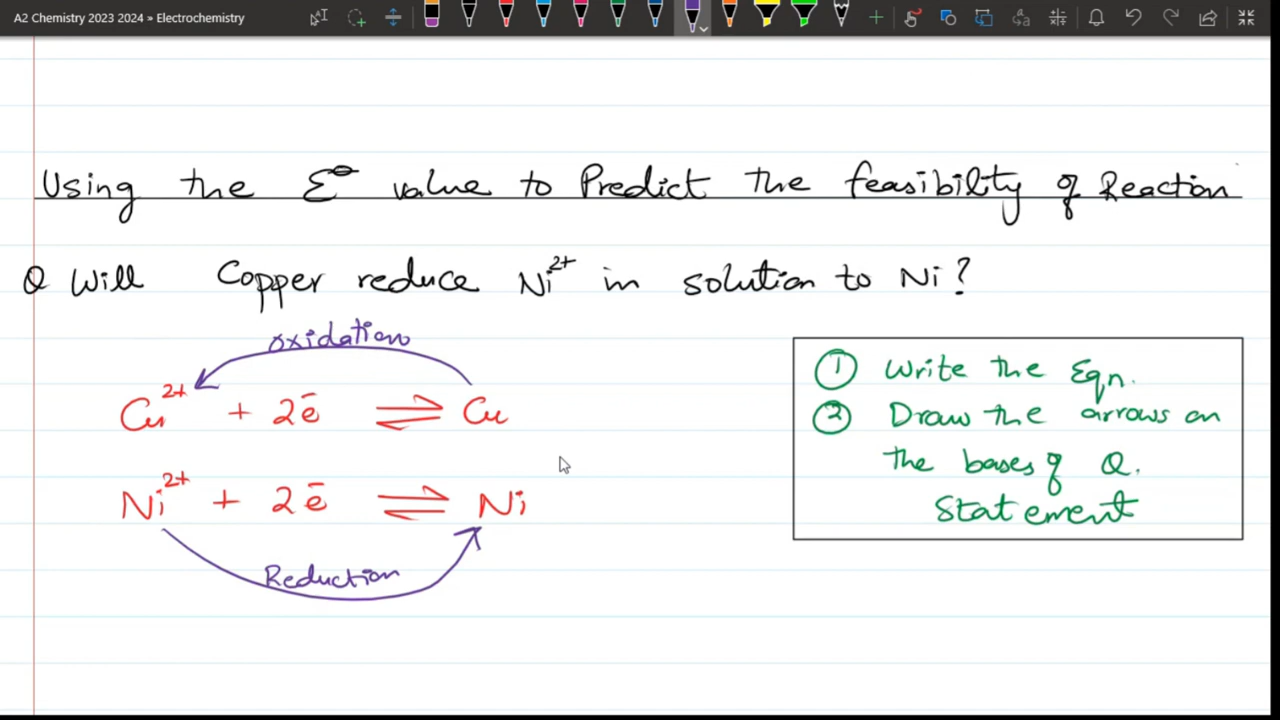 A2 Chemistry 2023 2024 » Electrochemistry
Using the E⦵ value to Predict the feasibility of Reaction
Q Will Copper reduce Ni²⁺ in solution to Ni?
oxidation
Cu²⁺ + 2ē ⇌ Cu
Ni²⁺ + 2ē ⇌ Ni
Reduction
① Write the Eqn.
② Draw the arrows on
the bases of Q.
Statement